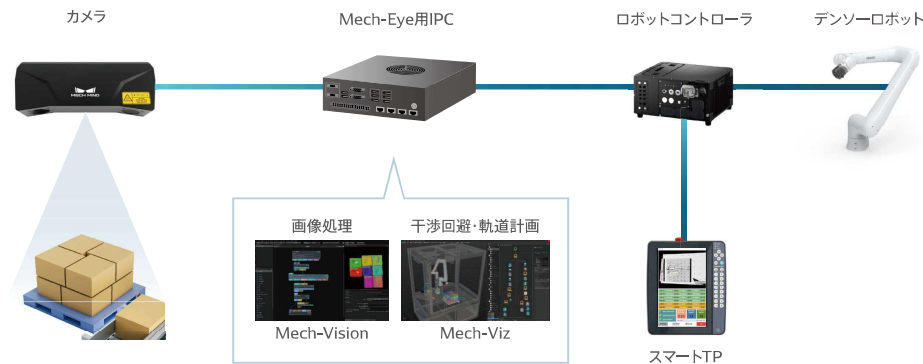 カメラ
Mech-Eye用IPC
ロボットコントローラ
デンソーロボット
MECH MIND
画像処理
干渉回避・軌道計画
Mech-Vision
Mech-Viz
スマートTP